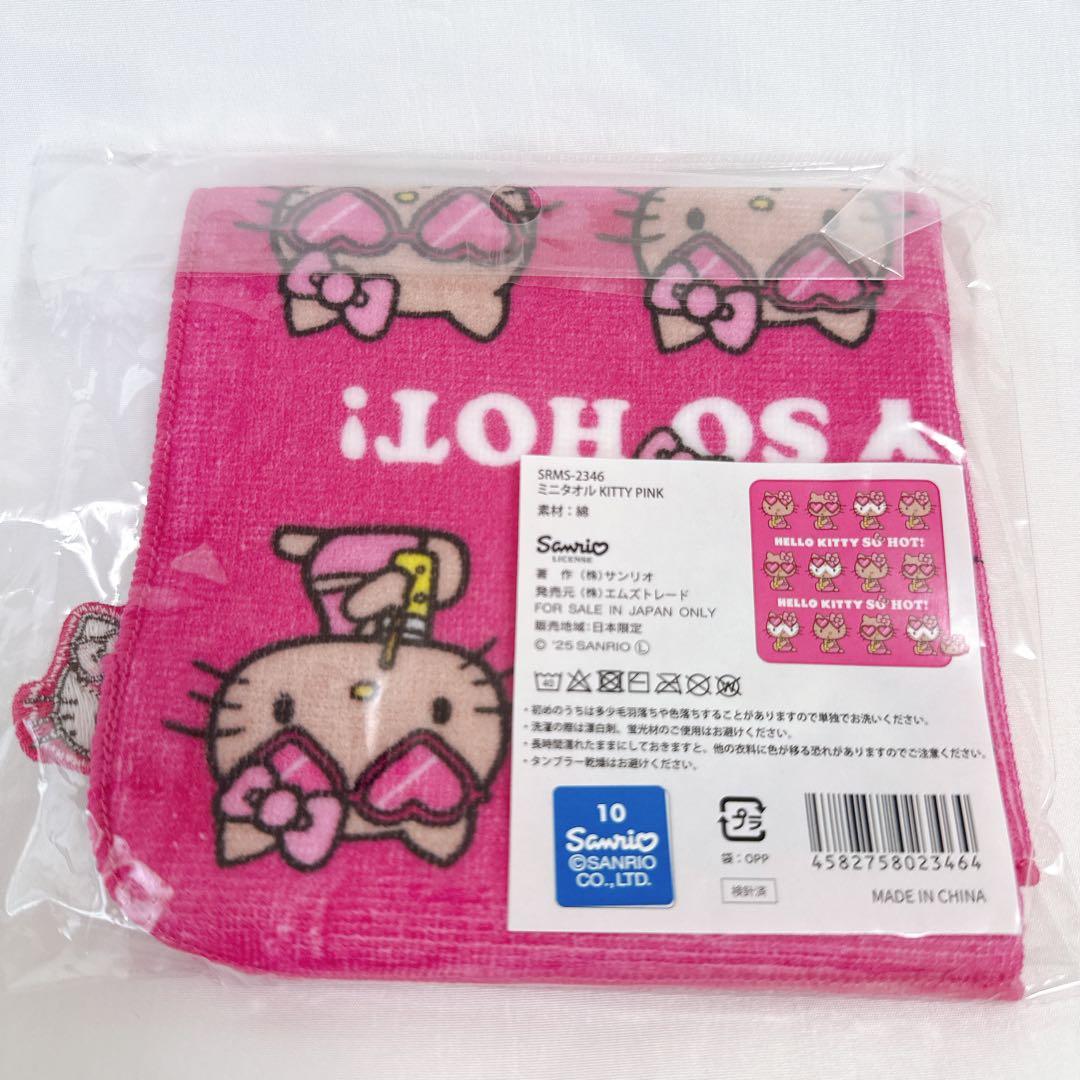 Y SO HOT!
SRMS-2346
ミニタオル KITTY PINK
素材：綿
Sanrio
LICENSE
著　作（株）サンリオ
発売元（株）エムズトレード
FOR SALE IN JAPAN ONLY
販売地域：日本限定
© '25 SANRIO Ⓛ
HELLO KITTY SO HOT!
HELLO KITTY SO HOT!
40
・初めのうちは多少毛羽落ちや色落ちすることがありますので単独でお洗いください。
・洗濯の際は漂白剤、蛍光材のご使用はお避けください。
・長時間濡れたままにしておきますと、他の衣料に色が移る恐れがありますのでご注意ください。
・タンブラー乾燥はお避けください。
10
Sanrio
©SANRIO
CO.,LTD.
プラ
袋：OPP
検針済
4582758023464
MADE IN CHINA